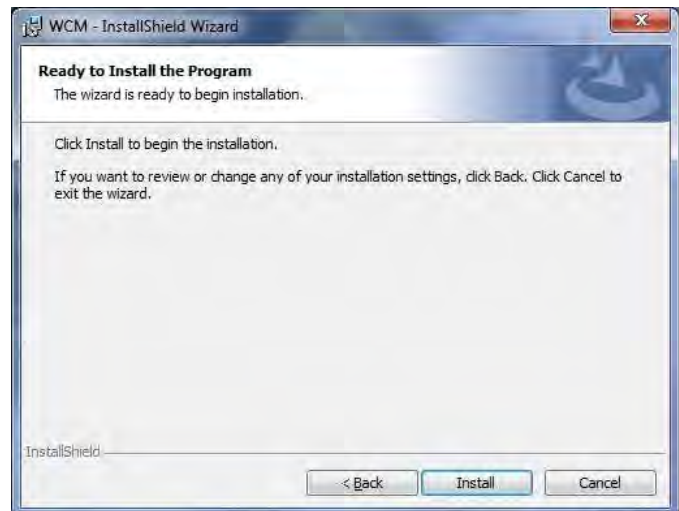 WCM - InstallShield Wizard
Ready to Install the Program
The wizard is ready to begin installation.
Click Install to begin the installation.
If you want to review or change any of your installation settings, click Back. Click Cancel to
exit the wizard.
InstallShield
< Back
Install
Cancel